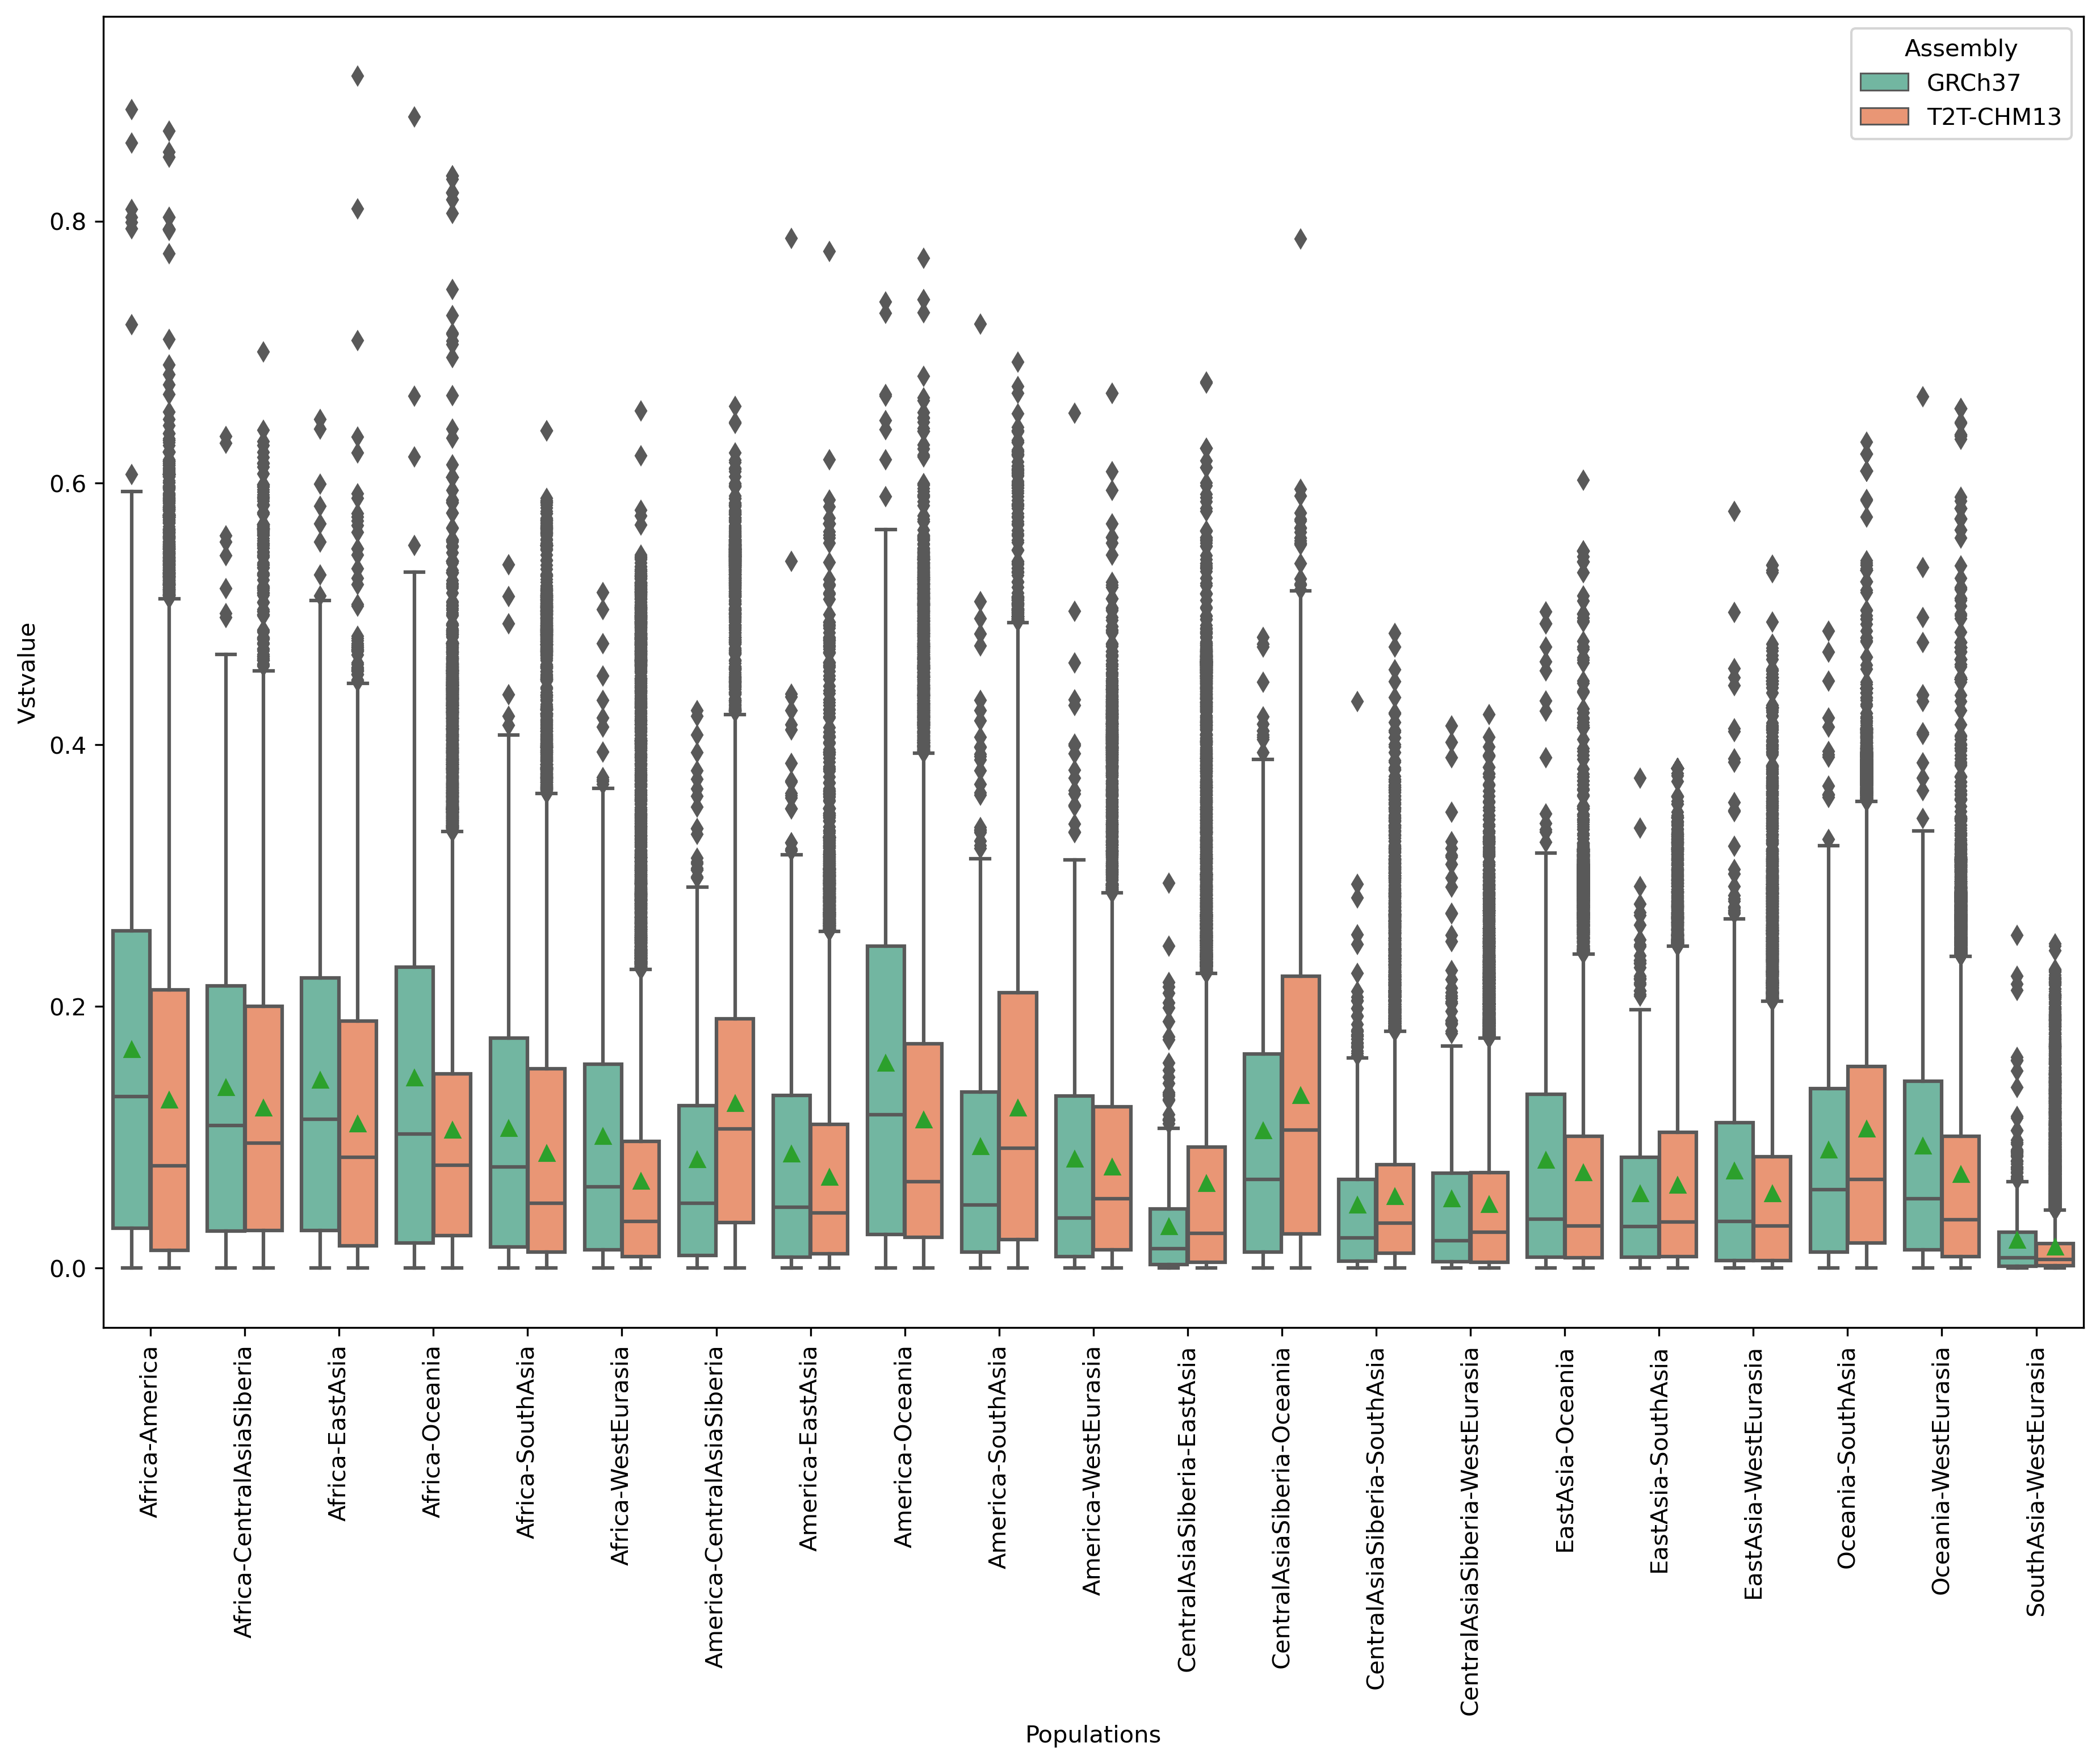 Assembly
GRCh37
T2T-CHM13
Vstvalue
0.8
0.6
0.4
0.2
0.0
Africa-America
Africa-CentralAsiaSiberia
Africa-EastAsia
Africa-Oceania
Africa-SouthAsia
Africa-WestEurasia
America-CentralAsiaSiberia
America-EastAsia
America-Oceania
America-SouthAsia
America-WestEurasia
CentralAsiaSiberia-EastAsia
CentralAsiaSiberia-Oceania
CentralAsiaSiberia-SouthAsia
CentralAsiaSiberia-WestEurasia
EastAsia-Oceania
EastAsia-SouthAsia
EastAsia-WestEurasia
Oceania-SouthAsia
Oceania-WestEurasia
SouthAsia-WestEurasia
Populations